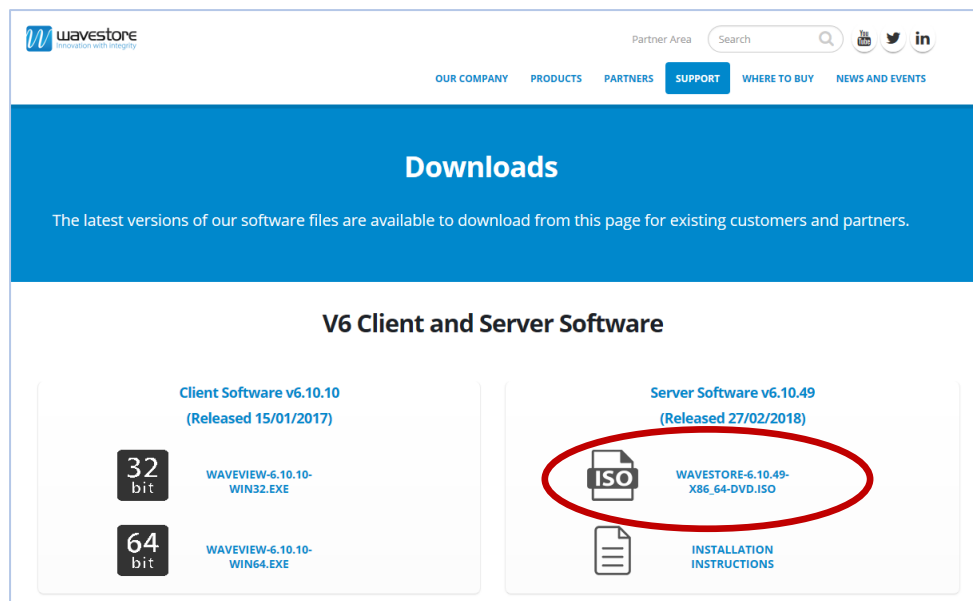 wavestore
Innovation with integrity
Partner Area
Search
You
Tube
in
OUR COMPANY
PRODUCTS
PARTNERS
SUPPORT
WHERE TO BUY
NEWS AND EVENTS
Downloads
The latest versions of our software files are available to download from this page for existing customers and partners.
V6 Client and Server Software
Client Software v6.10.10
(Released 15/01/2017)
32
bit
WAVEVIEW-6.10.10-
WIN32.EXE
64
bit
WAVEVIEW-6.10.10-
WIN64.EXE
Server Software v6.10.49
(Released 27/02/2018)
ISO
WAVESTORE-6.10.49-
X86_64-DVD.ISO
INSTALLATION
INSTRUCTIONS